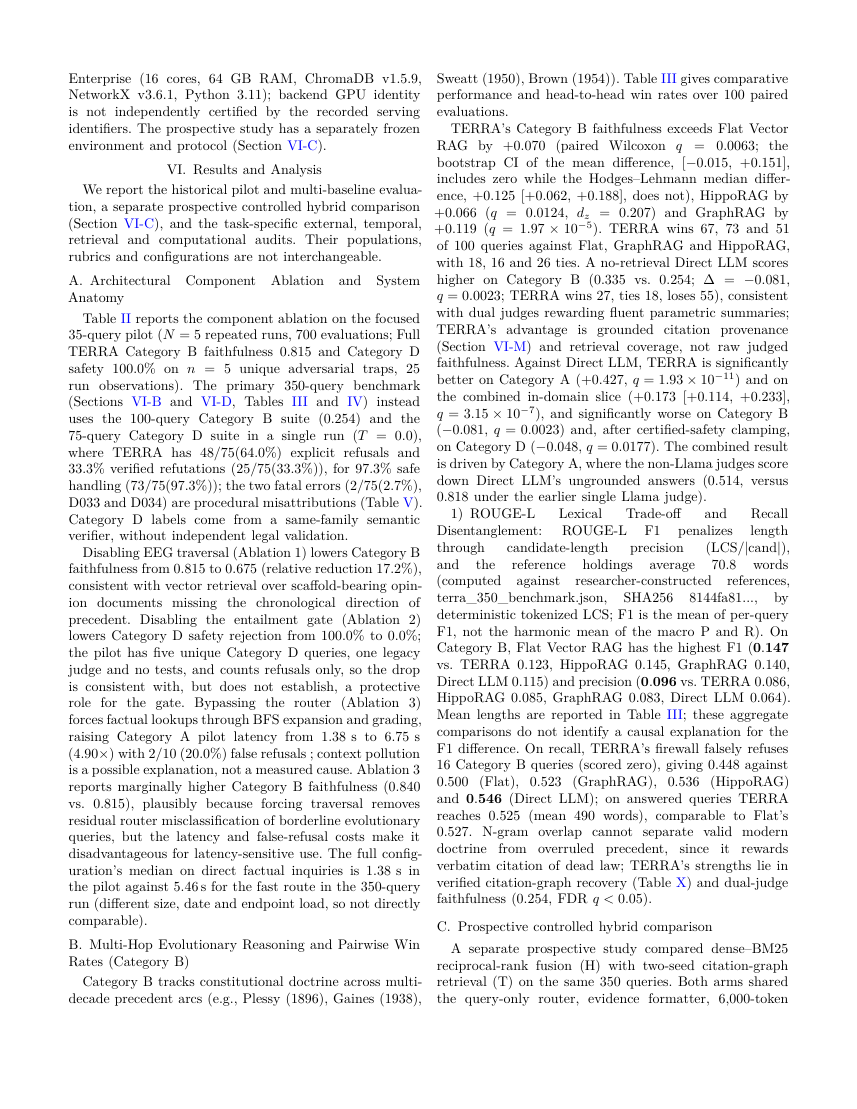 Enterprise (16 cores, 64 GB RAM, ChromaDB v1.5.9,
NetworkX v3.6.1, Python 3.11); backend GPU identity
is not independently certified by the recorded serving
identifiers. The prospective study has a separately frozen
environment and protocol (Section VI-C).
VI. Results and Analysis
We report the historical pilot and multi-baseline evalua-
tion, a separate prospective controlled hybrid comparison
(Section VI-C), and the task-specific external, temporal,
retrieval and computational audits. Their populations,
rubrics and configurations are not interchangeable.
A. Architectural Component Ablation and System
Anatomy
Table II reports the component ablation on the focused
35-query pilot (N = 5 repeated runs, 700 evaluations; Full
TERRA Category B faithfulness 0.815 and Category D
safety 100.0% on n = 5 unique adversarial traps, 25
run observations). The primary 350-query benchmark
(Sections VI-B and VI-D, Tables III and IV) instead
uses the 100-query Category B suite (0.254) and the
75-query Category D suite in a single run (T = 0.0),
where TERRA has 48/75(64.0%) explicit refusals and
33.3% verified refutations (25/75(33.3%)), for 97.3% safe
handling (73/75(97.3%)); the two fatal errors (2/75(2.7%),
D033 and D034) are procedural misattributions (Table V).
Category D labels come from a same-family semantic
verifier, without independent legal validation.
Disabling EEG traversal (Ablation 1) lowers Category B
faithfulness from 0.815 to 0.675 (relative reduction 17.2%),
consistent with vector retrieval over scaffold-bearing opin-
ion documents missing the chronological direction of
precedent. Disabling the entailment gate (Ablation 2)
lowers Category D safety rejection from 100.0% to 0.0%;
the pilot has five unique Category D queries, one legacy
judge and no tests, and counts refusals only, so the drop
is consistent with, but does not establish, a protective
role for the gate. Bypassing the router (Ablation 3)
forces factual lookups through BFS expansion and grading,
raising Category A pilot latency from 1.38 s to 6.75 s
(4.90×) with 2/10 (20.0%) false refusals ; context pollution
is a possible explanation, not a measured cause. Ablation 3
reports marginally higher Category B faithfulness (0.840
vs. 0.815), plausibly because forcing traversal removes
residual router misclassification of borderline evolutionary
queries, but the latency and false-refusal costs make it
disadvantageous for latency-sensitive use. The full config-
uration's median on direct factual inquiries is 1.38 s in
the pilot against 5.46 s for the fast route in the 350-query
run (different size, date and endpoint load, so not directly
comparable).
B. Multi-Hop Evolutionary Reasoning and Pairwise Win
Rates (Category B)
Category B tracks constitutional doctrine across multi-
decade precedent arcs (e.g., Plessy (1896), Gaines (1938),
Sweatt (1950), Brown (1954)). Table III gives comparative
performance and head-to-head win rates over 100 paired
evaluations.
TERRA's Category B faithfulness exceeds Flat Vector
RAG by +0.070 (paired Wilcoxon q = 0.0063; the
bootstrap CI of the mean difference, [−0.015, +0.151],
includes zero while the Hodges–Lehmann median differ-
ence, +0.125 [+0.062, +0.188], does not), HippoRAG by
+0.066 (q = 0.0124, d_z = 0.207) and GraphRAG by
+0.119 (q = 1.97 × 10⁻⁵). TERRA wins 67, 73 and 51
of 100 queries against Flat, GraphRAG and HippoRAG,
with 18, 16 and 26 ties. A no-retrieval Direct LLM scores
higher on Category B (0.335 vs. 0.254; Δ = −0.081,
q = 0.0023; TERRA wins 27, ties 18, loses 55), consistent
with dual judges rewarding fluent parametric summaries;
TERRA's advantage is grounded citation provenance
(Section VI-M) and retrieval coverage, not raw judged
faithfulness. Against Direct LLM, TERRA is significantly
better on Category A (+0.427, q = 1.93 × 10⁻¹¹) and on
the combined in-domain slice (+0.173 [+0.114, +0.233],
q = 3.15 × 10⁻⁷), and significantly worse on Category B
(−0.081, q = 0.0023) and, after certified-safety clamping,
on Category D (−0.048, q = 0.0177). The combined result
is driven by Category A, where the non-Llama judges score
down Direct LLM's ungrounded answers (0.514, versus
0.818 under the earlier single Llama judge).
1) ROUGE-L Lexical Trade-off and Recall
Disentanglement: ROUGE-L F1 penalizes length
through candidate-length precision (LCS/|cand|),
and the reference holdings average 70.8 words
(computed against researcher-constructed references,
terra_350_benchmark.json, SHA256 8144fa81..., by
deterministic tokenized LCS; F1 is the mean of per-query
F1, not the harmonic mean of the macro P and R). On
Category B, Flat Vector RAG has the highest F1 (0.147
vs. TERRA 0.123, HippoRAG 0.145, GraphRAG 0.140,
Direct LLM 0.115) and precision (0.096 vs. TERRA 0.086,
HippoRAG 0.085, GraphRAG 0.083, Direct LLM 0.064).
Mean lengths are reported in Table III; these aggregate
comparisons do not identify a causal explanation for the
F1 difference. On recall, TERRA's firewall falsely refuses
16 Category B queries (scored zero), giving 0.448 against
0.500 (Flat), 0.523 (GraphRAG), 0.536 (HippoRAG)
and 0.546 (Direct LLM); on answered queries TERRA
reaches 0.525 (mean 490 words), comparable to Flat's
0.527. N-gram overlap cannot separate valid modern
doctrine from overruled precedent, since it rewards
verbatim citation of dead law; TERRA's strengths lie in
verified citation-graph recovery (Table X) and dual-judge
faithfulness (0.254, FDR q < 0.05).
C. Prospective controlled hybrid comparison
A separate prospective study compared dense–BM25
reciprocal-rank fusion (H) with two-seed citation-graph
retrieval (T) on the same 350 queries. Both arms shared
the query-only router, evidence formatter, 6,000-token